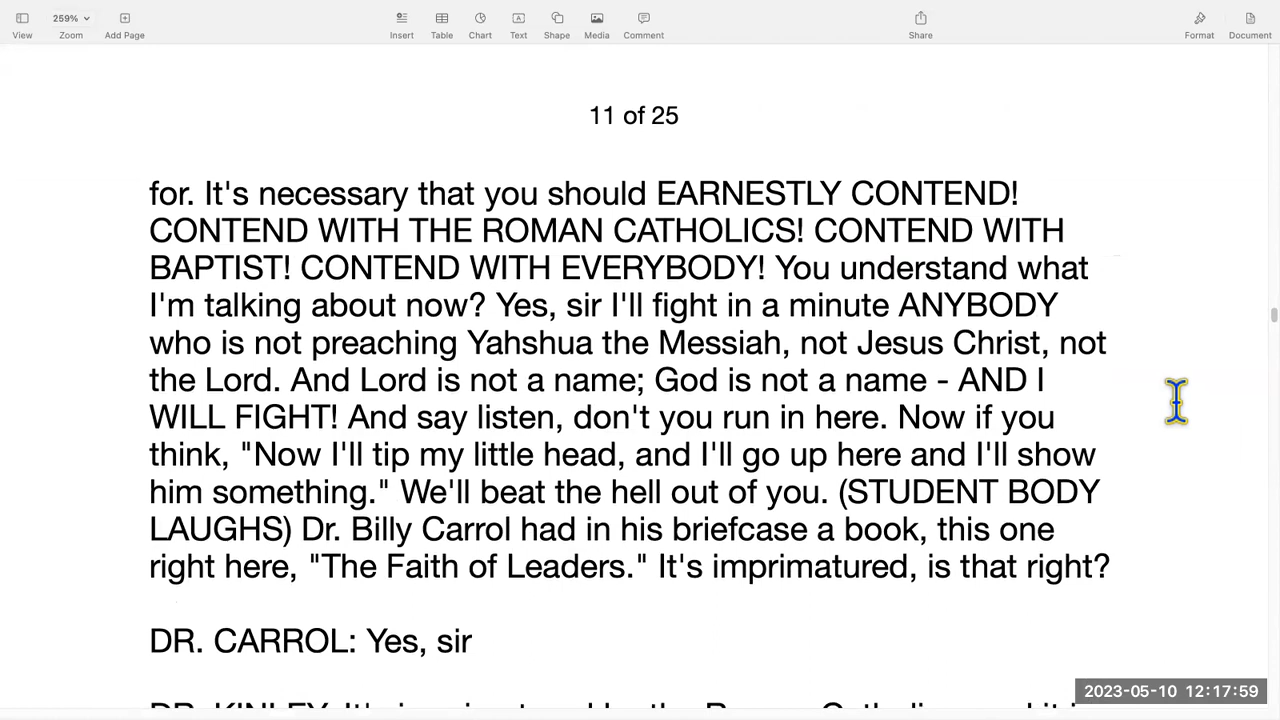 259%
View
Zoom
Add Page
Insert
Table
Chart
Text
Shape
Media
Comment
Share
Format
Document
11 of 25
for. It's necessary that you should EARNESTLY CONTEND!
CONTEND WITH THE ROMAN CATHOLICS! CONTEND WITH
BAPTIST! CONTEND WITH EVERYBODY! You understand what
I'm talking about now? Yes, sir I'll fight in a minute ANYBODY
who is not preaching Yahshua the Messiah, not Jesus Christ, not
the Lord. And Lord is not a name; God is not a name - AND I
WILL FIGHT! And say listen, don't you run in here. Now if you
think, "Now I'll tip my little head, and I'll go up here and I'll show
him something." We'll beat the hell out of you. (STUDENT BODY
LAUGHS) Dr. Billy Carrol had in his briefcase a book, this one
right here, "The Faith of Leaders." It's imprimatured, is that right?
DR. CARROL: Yes, sir
2023-05-10 12:17:59